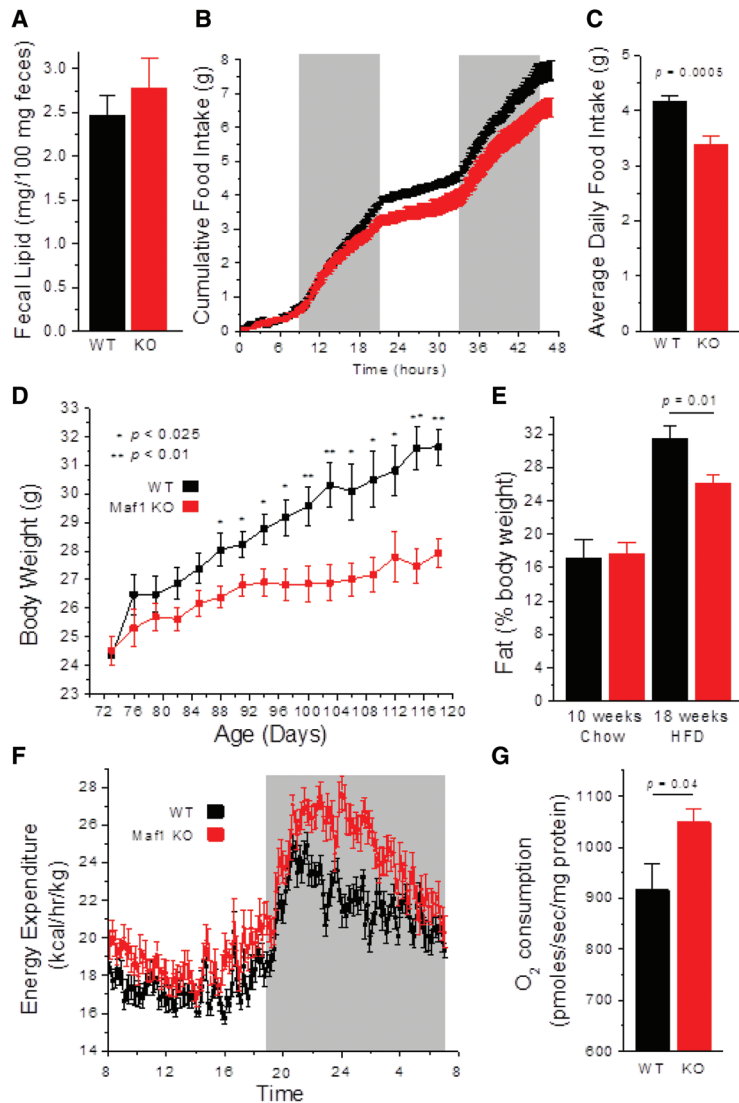 A
Fecal Lipid (mg/100 mg feces)
3.0
2.5
2.0
1.5
1.0
0.5
0.0
WT KO
B
Cumulative Food Intake (g)
8
7
6
5
4
3
2
1
0
0 6 12 18 24 30 36 42 48
Time (hours)
C
Average Daily Food Intake (g)
p = 0.0005
5
4
3
2
1
0
WT KO
D
Body Weight (g)
33
32
31
30
29
28
27
26
25
24
23
* p < 0.025
** p < 0.01
WT
Maf1 KO
* * * * ** ** * * * ** **
72 76 80 84 88 92 96 100 104 108 112 116 120
Age (Days)
E
Fat (% body weight)
p = 0.01
36
32
28
24
20
16
12
8
4
0
10 weeks 18 weeks
Chow HFD
F
Energy Expenditure
(kcal/hr/kg)
28
26
24
22
20
18
16
14
WT
Maf1 KO
8 12 16 20 24 4 8
Time
G
O2 consumption
(pmoles/sec/mg protein)
p = 0.04
1100
1000
900
800
700
600
WT KO